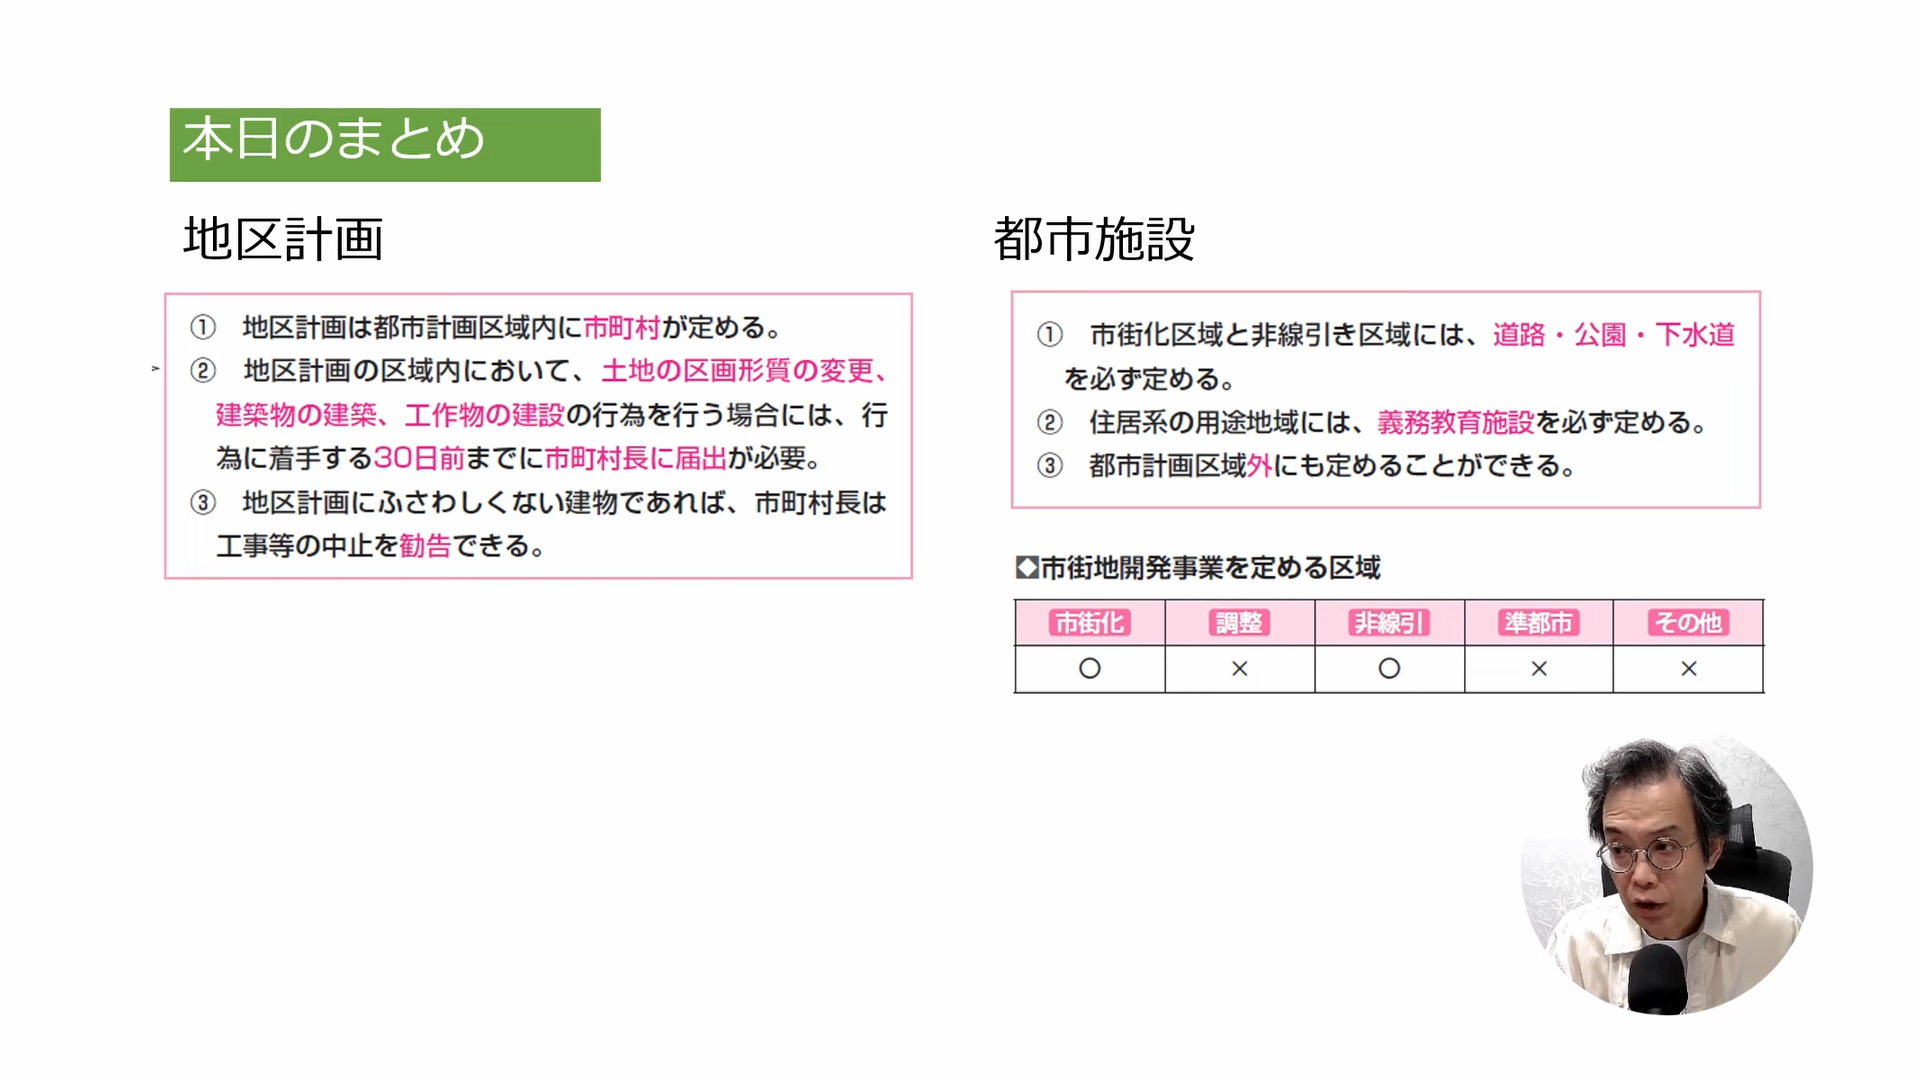 本日のまとめ
地区計画
① 地区計画は都市計画区域内に市町村が定める。
② 地区計画の区域内において、土地の区画形質の変更、
建築物の建築、工作物の建設の行為を行う場合には、行
為に着手する30日前までに市町村長に届出が必要。
③ 地区計画にふさわしくない建物であれば、市町村長は
工事等の中止を勧告できる。
都市施設
① 市街化区域と非線引き区域には、道路・公園・下水道
を必ず定める。
② 住居系の用途地域には、義務教育施設を必ず定める。
③ 都市計画区域外にも定めることができる。
◆市街地開発事業を定める区域
市街化 調整 非線引 準都市 その他
○ × ○ × ×